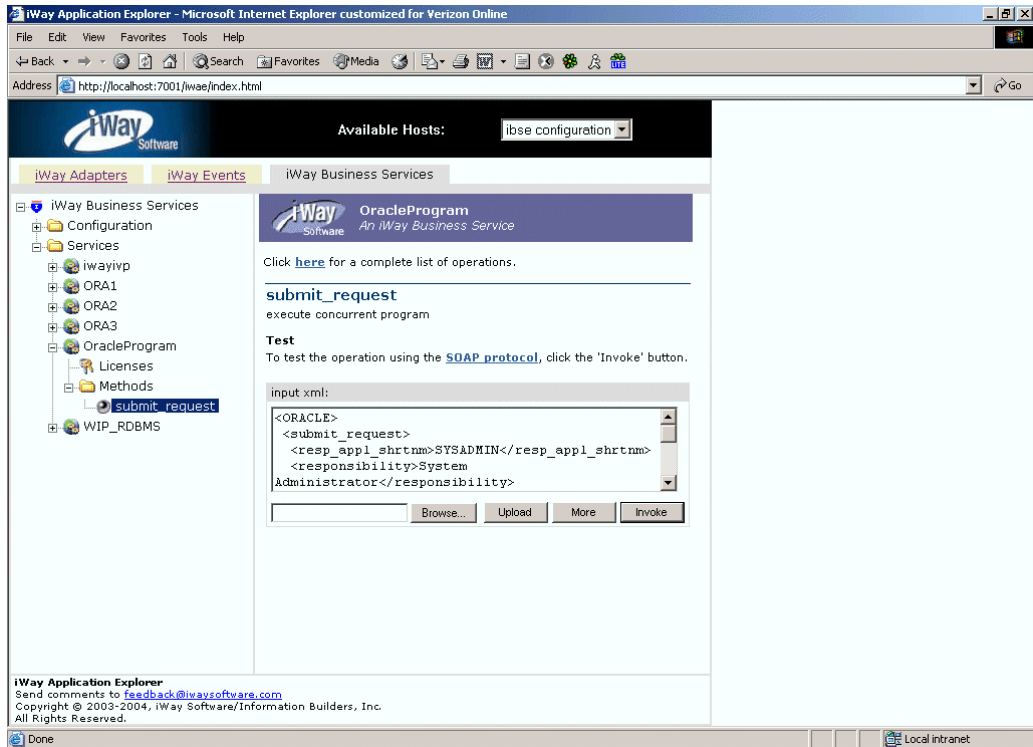 iWay Application Explorer - Microsoft Internet Explorer customized for Verizon Online
File Edit View Favorites Tools Help
Back Search Favorites Media
Address http://localhost:7001/iwae/index.html Go
iWay Software
Available Hosts: ibse configuration
iWay Adapters iWay Events iWay Business Services
iWay Business Services
Configuration
Services
iwayivp
ORA1
ORA2
ORA3
OracleProgram
Licenses
Methods
submit_request
WIP_RDBMS
iWay Software
OracleProgram
An iWay Business Service
Click here for a complete list of operations.
submit_request
execute concurrent program
Test
To test the operation using the SOAP protocol, click the 'Invoke' button.
input xml:
<ORACLE>
<submit_request>
<resp_appl_shrtnm>SYSADMIN</resp_appl_shrtnm>
<responsibility>System
Administrator</responsibility>
Browse... Upload More Invoke
iWay Application Explorer
Send comments to feedback@iwaysoftware.com
Copyright © 2003-2004, iWay Software/Information Builders, Inc.
All Rights Reserved.
Done Local intranet